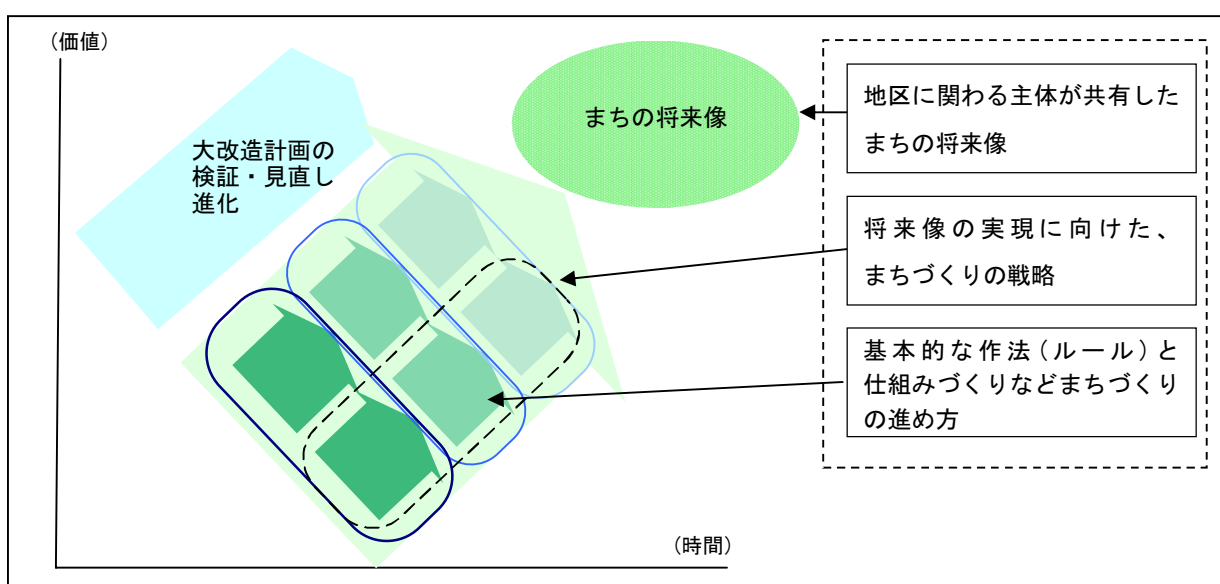 (価値)
大改造計画の
検証・見直し
進化
まちの将来像
地区に関わる主体が共有した
まちの将来像
将来像の実現に向けた、
まちづくりの戦略
基本的な作法(ルール)と
仕組みづくりなどまちづくり
の進め方
(時間)